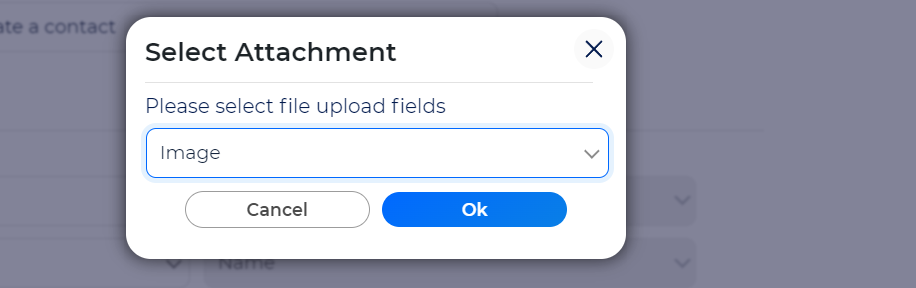 ate a contact
Select Attachment
Please select file upload fields
Image
Cancel
Ok
Name